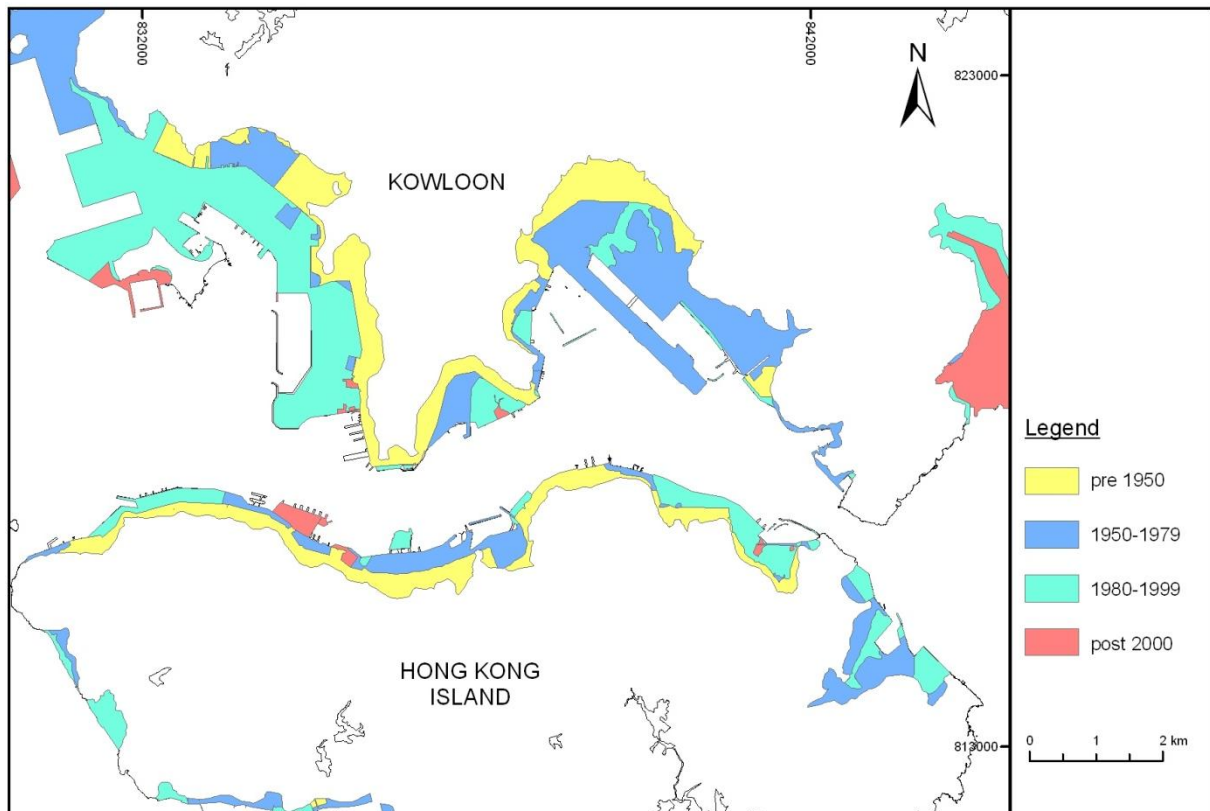 832000
842000
N
823000
KOWLOON
Legend
pre 1950
1950-1979
1980-1999
post 2000
HONG KONG
ISLAND
0 1 2 km
813000